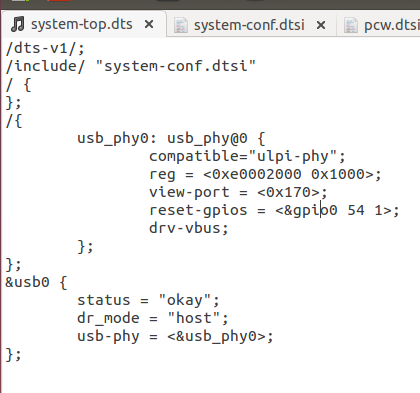 system-top.dts × system-conf.dtsi × pcw.dtsi
/dts-v1/;
/include/ "system-conf.dtsi"
/ {
};
/{
        usb_phy0: usb_phy@0 {
                compatible="ulpi-phy";
                reg = <0xe0002000 0x1000>;
                view-port = <0x170>;
                reset-gpios = <&gpio0 54 1>;
                drv-vbus;
        };
};
&usb0 {
        status = "okay";
        dr_mode = "host";
        usb-phy = <&usb_phy0>;
};